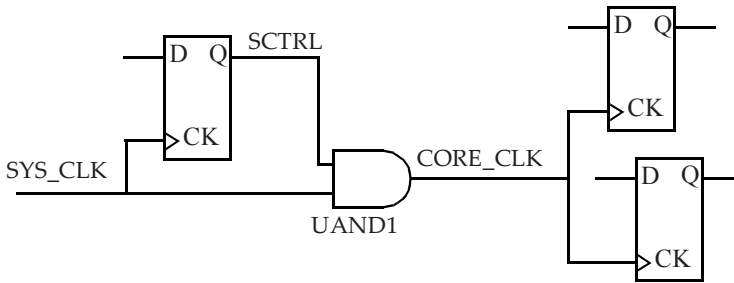 D Q
SCTRL
CK
SYS_CLK
UAND1
CORE_CLK
D Q
CK
D Q
CK